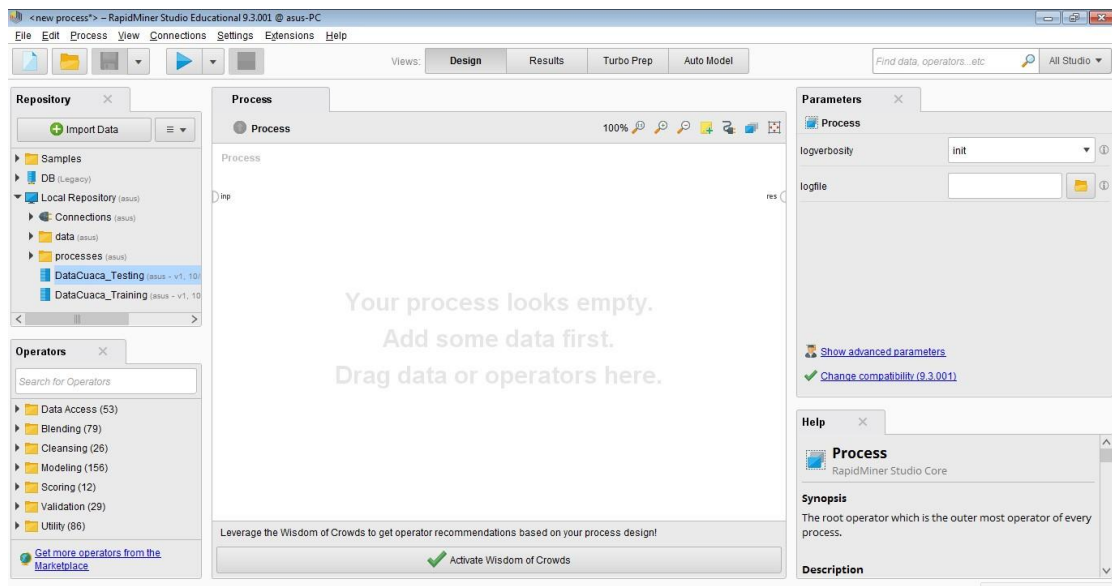 <new process*> – RapidMiner Studio Educational 9.3.001 @ asus-PC
File Edit Process View Connections Settings Extensions Help
Views: Design Results Turbo Prep Auto Model
Find data, operators...etc
All Studio
Repository
Import Data
Samples
DB (Legacy)
Local Repository (asus)
Connections (asus)
data (asus)
processes (asus)
DataCuaca_Testing (asus - v1, 10/
DataCuaca_Training (asus - v1, 10
Operators
Search for Operators
Data Access (53)
Blending (79)
Cleansing (26)
Modeling (156)
Scoring (12)
Validation (29)
Utility (86)
Get more operators from the
Marketplace
Process
Process
100%
Process
inp
res
Your process looks empty.
Add some data first.
Drag data or operators here.
Leverage the Wisdom of Crowds to get operator recommendations based on your process design!
Activate Wisdom of Crowds
Parameters
Process
logverbosity
init
logfile
Show advanced parameters
Change compatibility (9.3.001)
Help
Process
RapidMiner Studio Core
Synopsis
The root operator which is the outer most operator of every
process.
Description